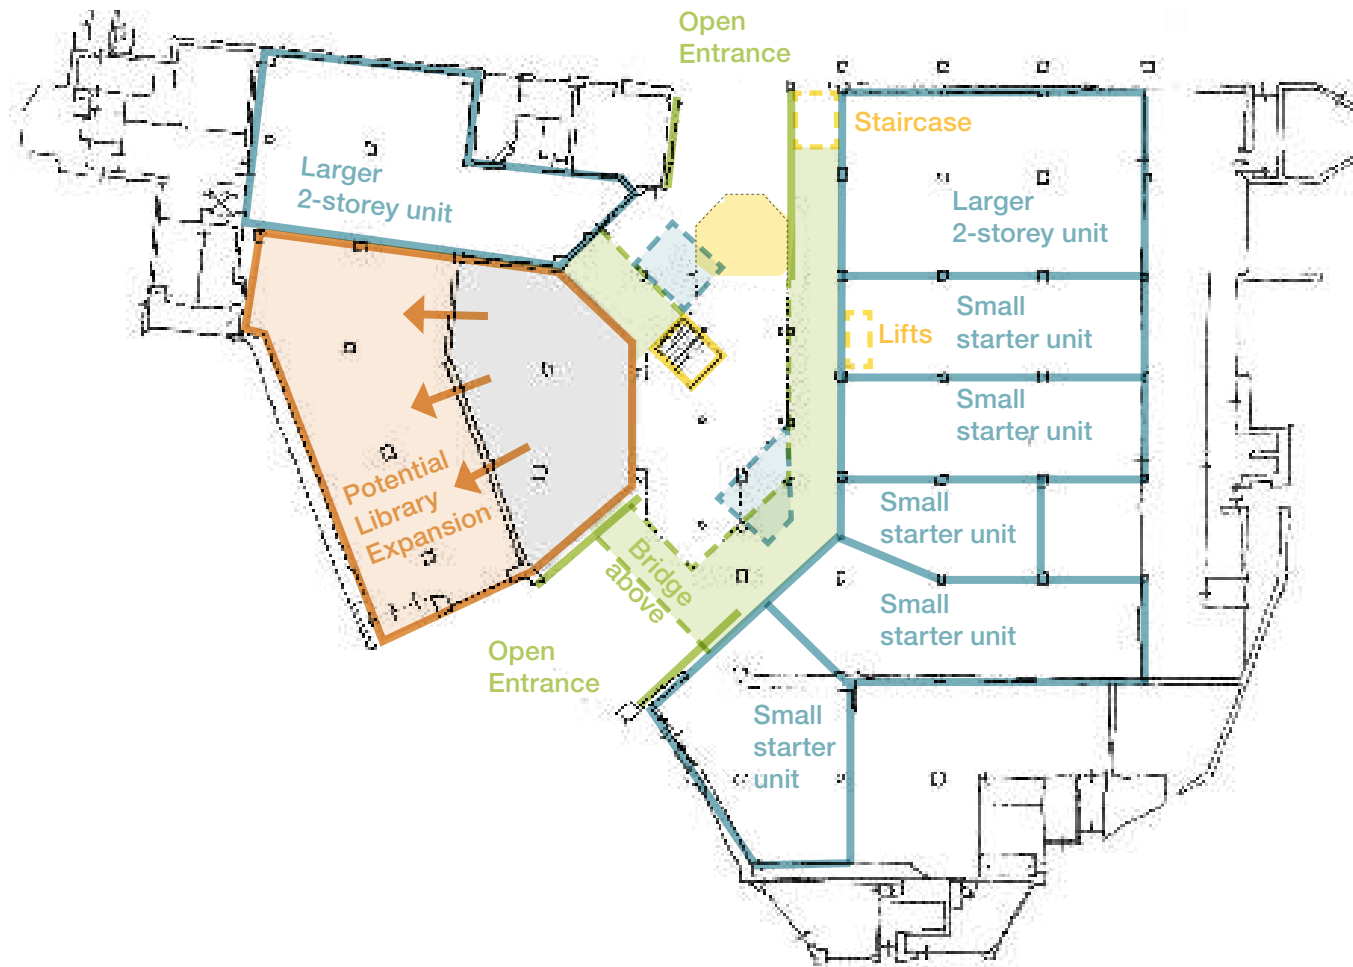 Open
Entrance
Staircase
Larger
2-storey unit
Larger
2-storey unit
Small
starter unit
Lifts
Small
starter unit
Potential
Library
Expansion
Small
starter unit
Bridge
above
Small
starter unit
Open
Entrance
Small
starter
unit